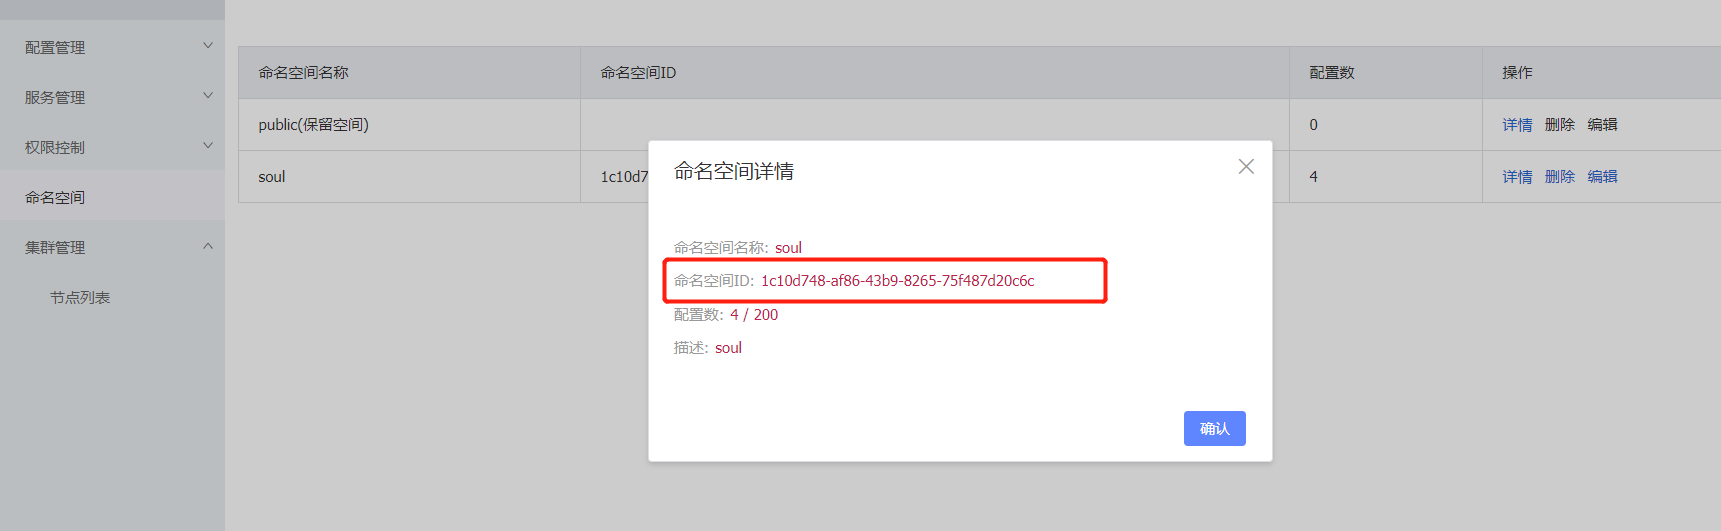 配置管理
服务管理
权限控制
命名空间
集群管理
节点列表
命名空间名称 命名空间ID 配置数 操作
public(保留空间) 0 详情 删除 编辑
soul 1c10d7 4 详情 删除 编辑
命名空间详情
命名空间名称: soul
命名空间ID: 1c10d748-af86-43b9-8265-75f487d20c6c
配置数: 4 / 200
描述: soul
确认